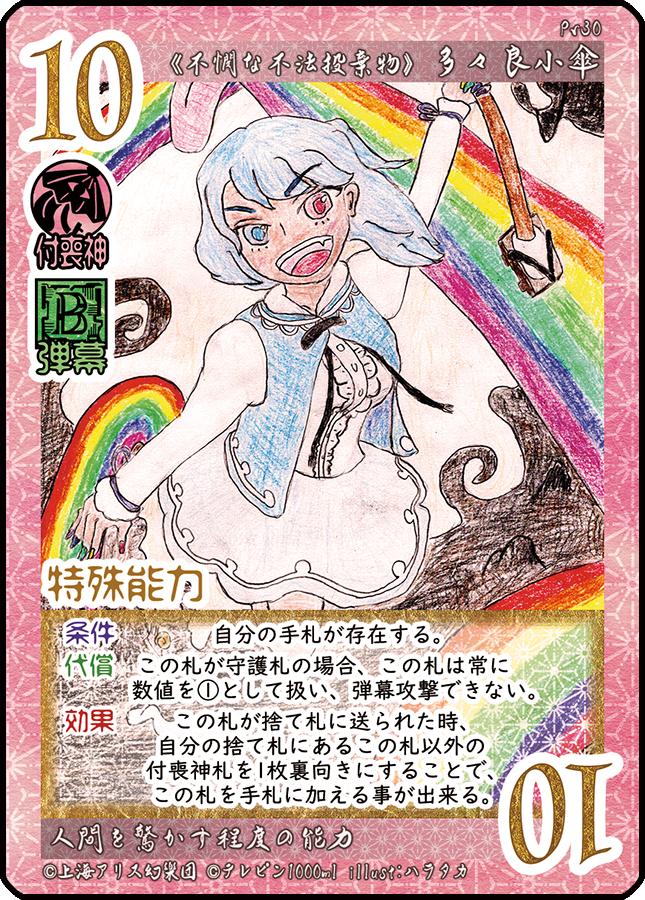 Pr30
10
《不憫な不法投棄物》 多々良小傘
付喪神
B
弾幕
特殊能力
条件 自分の手札が存在する。
代償 この札が守護札の場合、この札は常に
数値を①として扱い、弾幕攻撃できない。
効果 この札が捨て札に送られた時、
自分の捨て札にあるこの札以外の
付喪神札を1枚裏向きにすることで、
この札を手札に加える事が出来る。
10
人間を驚かす程度の能力
©上海アリス幻樂団 ©テレピン1000ml illust:ハラタカ